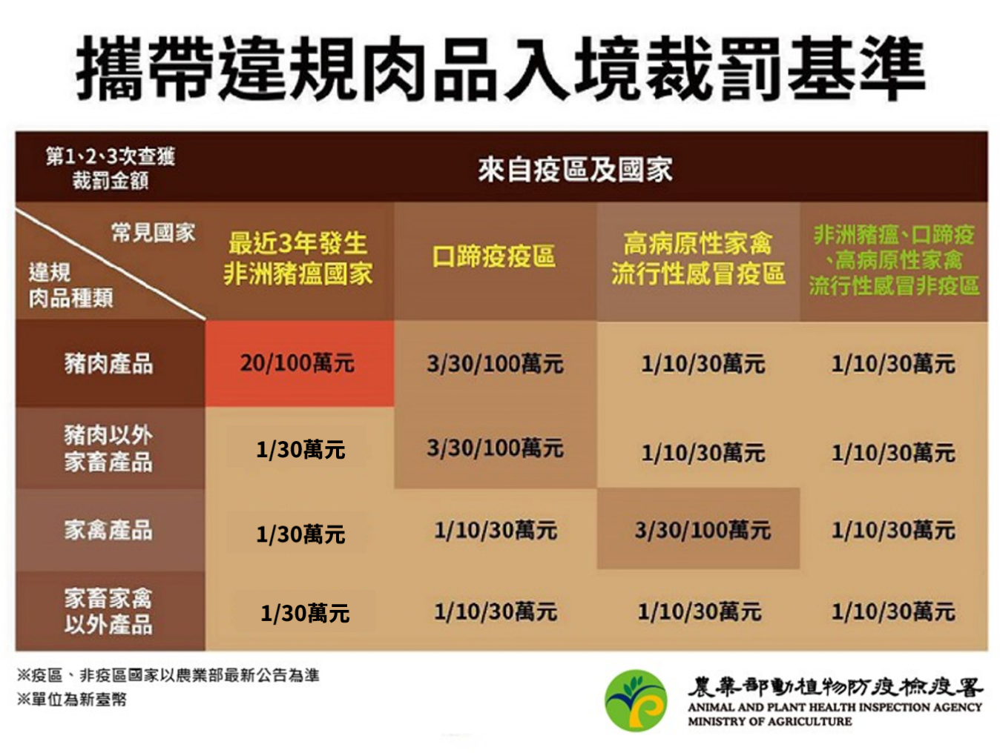 攜帶違規肉品入境裁罰基準
第1、2、3次查獲
裁罰金額
來自疫區及國家
常見國家
違規
肉品種類
最近3年發生
非洲豬瘟國家
口蹄疫疫區
高病原性家禽
流行性感冒疫區
非洲豬瘟、口蹄疫
、高病原性家禽
流行性感冒非疫區
豬肉產品
20/100萬元
3/30/100萬元
1/10/30萬元
1/10/30萬元
豬肉以外
家畜產品
1/30萬元
3/30/100萬元
1/10/30萬元
1/10/30萬元
家禽產品
1/30萬元
1/10/30萬元
3/30/100萬元
1/10/30萬元
家畜家禽
以外產品
1/30萬元
1/10/30萬元
1/10/30萬元
1/10/30萬元
※疫區、非疫區國家以農業部最新公告為準
※單位為新臺幣
農業部動植物防疫檢疫署
ANIMAL AND PLANT HEALTH INSPECTION AGENCY
MINISTRY OF AGRICULTURE